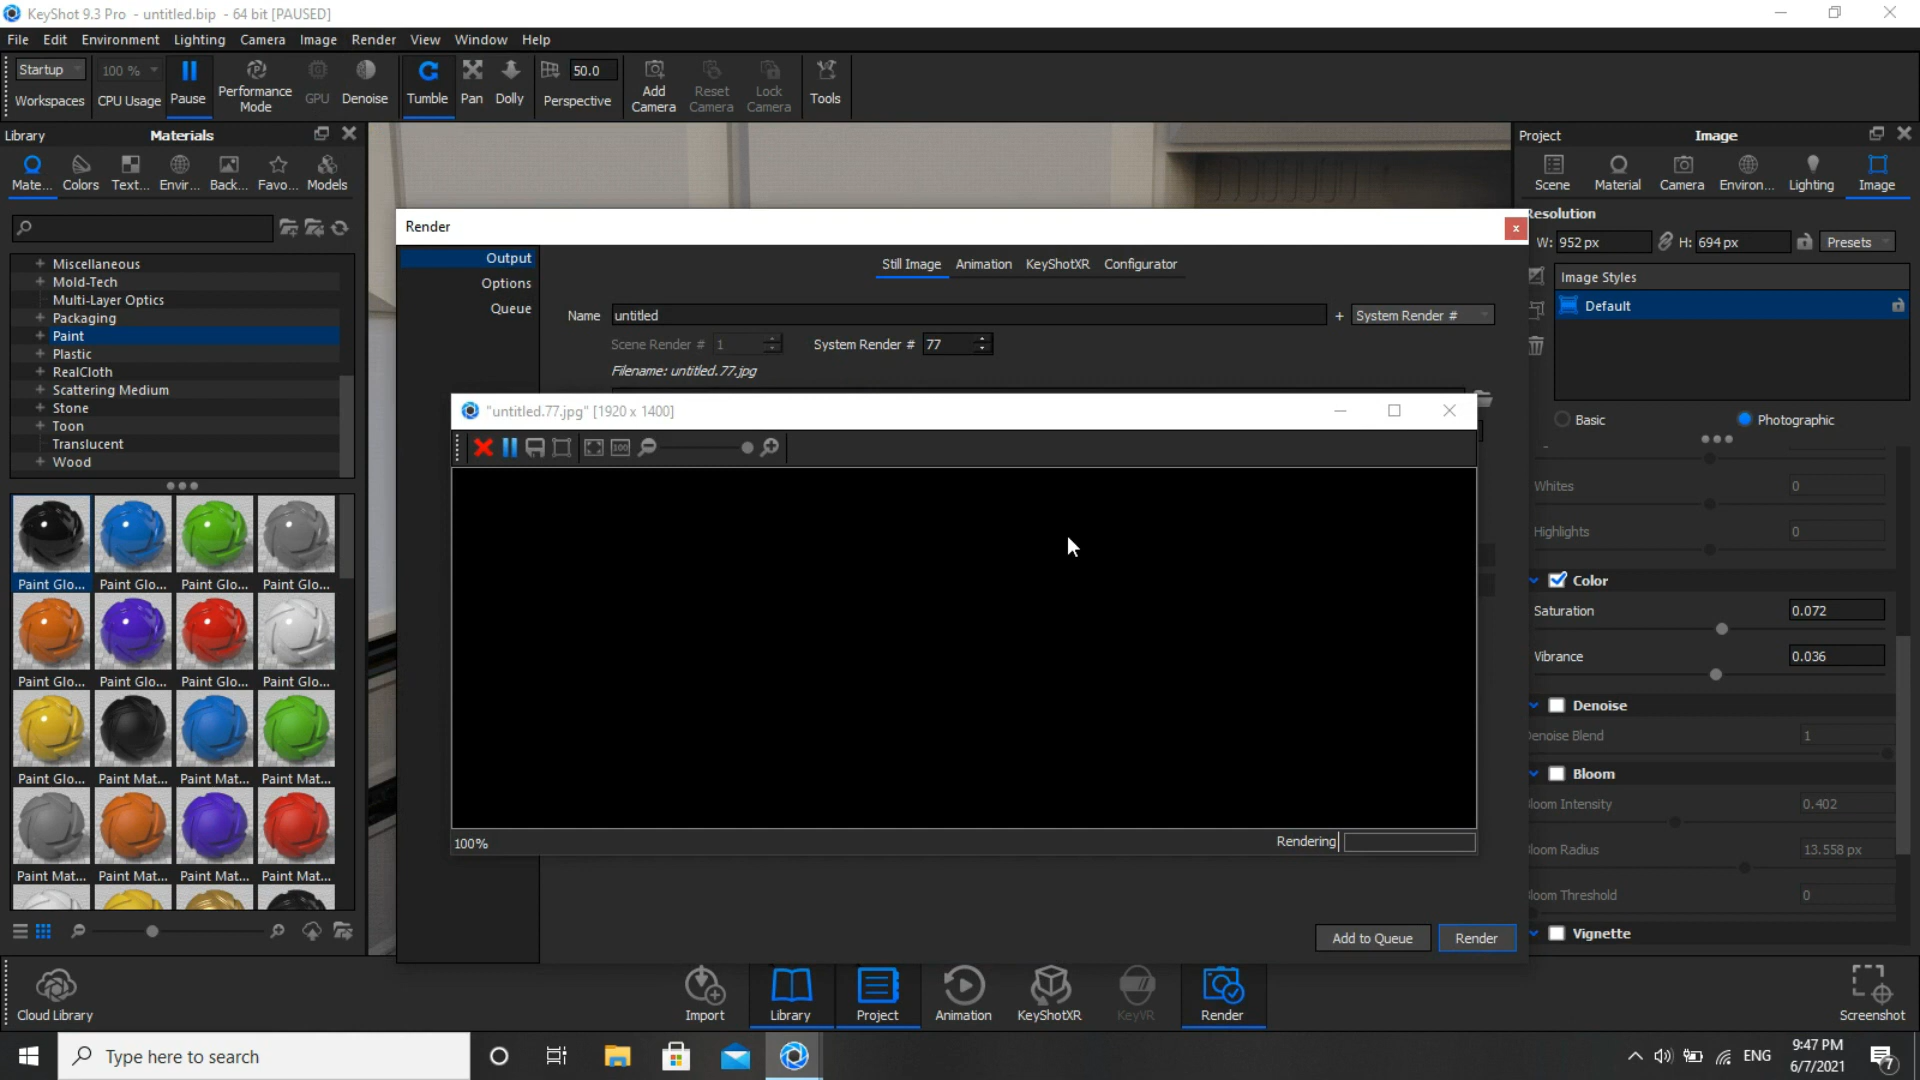 KeyShot 9.3 Pro - untitled.bip - 64 bit [PAUSED]
File Edit Environment Lighting Camera Image Render View Window Help
Startup
Workspaces
100 %
CPU Usage
Pause
Performance
Mode
GPU
Denoise
Tumble
Pan
Dolly
50.0
Perspective
Add
Camera
Reset
Camera
Lock
Camera
Tools
Library
Materials
Mate...
Colors
Text...
Envir...
Back...
Favo...
Models
Miscellaneous
Mold-Tech
Multi-Layer Optics
Packaging
Paint
Plastic
RealCloth
Scattering Medium
Stone
Toon
Translucent
Wood
Paint Glo... Paint Glo... Paint Glo... Paint Glo...
Paint Glo... Paint Glo... Paint Glo... Paint Glo...
Paint Glo... Paint Mat... Paint Mat... Paint Mat...
Paint Mat... Paint Mat... Paint Mat... Paint Mat...
Render
Output
Options
Queue
Still Image Animation KeyShotXR Configurator
Name untitled + System Render #
Scene Render # 1 System Render # 77
Filename: untitled.77.jpg
"untitled.77.jpg" [1920 x 1400]
100
100%
Rendering
Add to Queue
Render
Project
Image
Scene
Material
Camera
Environ...
Lighting
Image
Resolution
W: 952 px H: 694 px Presets
Image Styles
Default
Basic Photographic
Whites 0
Highlights 0
Color
Saturation 0.072
Vibrance 0.036
Denoise
Denoise Blend 1
Bloom
Bloom Intensity 0.402
Bloom Radius 13.558 px
Bloom Threshold 0
Vignette
Cloud Library
Import
Library
Project
Animation
KeyShotXR
KeyVR
Render
Screenshot
Type here to search
ENG
9:47 PM
6/7/2021
7